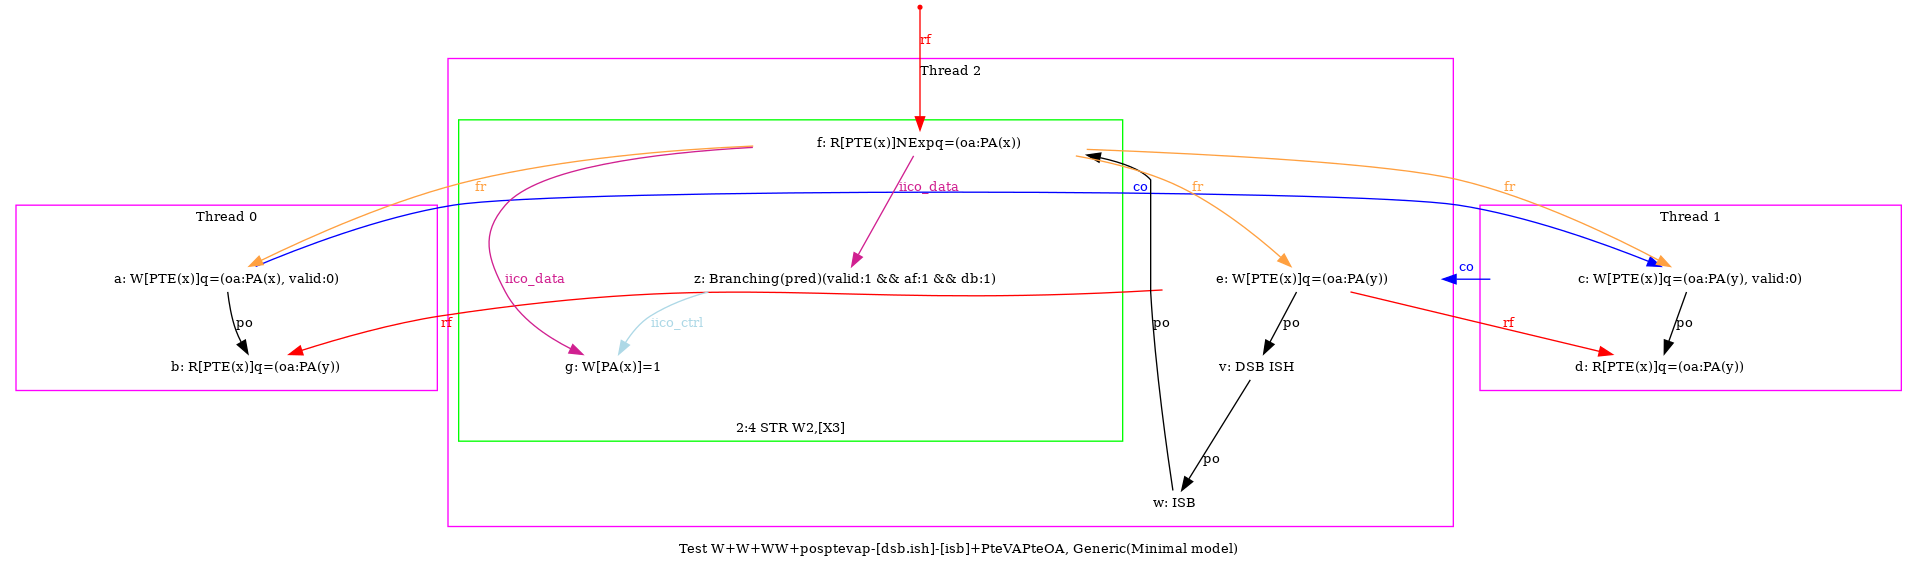 rf
Thread 2
f: R[PTE(x)]NExpq=(oa:PA(x))
fr
iico_data
co
fr
fr
Thread 0
Thread 1
a: W[PTE(x)]q=(oa:PA(x), valid:0)
iico_data
z: Branching(pred)(valid:1 && af:1 && db:1)
e: W[PTE(x)]q=(oa:PA(y))
co
c: W[PTE(x)]q=(oa:PA(y), valid:0)
po
rf
iico_ctrl
po
po
rf
po
b: R[PTE(x)]q=(oa:PA(y))
g: W[PA(x)]=1
v: DSB ISH
d: R[PTE(x)]q=(oa:PA(y))
2:4 STR W2,[X3]
po
w: ISB
Test W+W+WW+posptevap-[dsb.ish]-[isb]+PteVAPteOA, Generic(Minimal model)